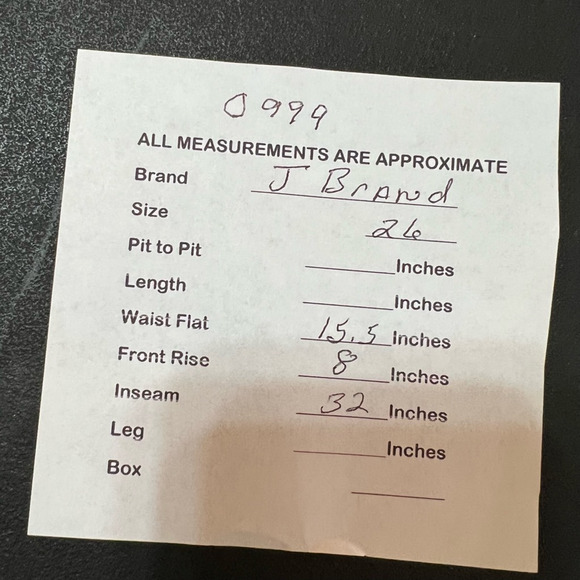 0999
ALL MEASUREMENTS ARE APPROXIMATE
Brand J Brand
Size 26
Pit to Pit Inches
Length Inches
Waist Flat 15.5 Inches
Front Rise 8 Inches
Inseam 32 Inches
Leg Inches
Box